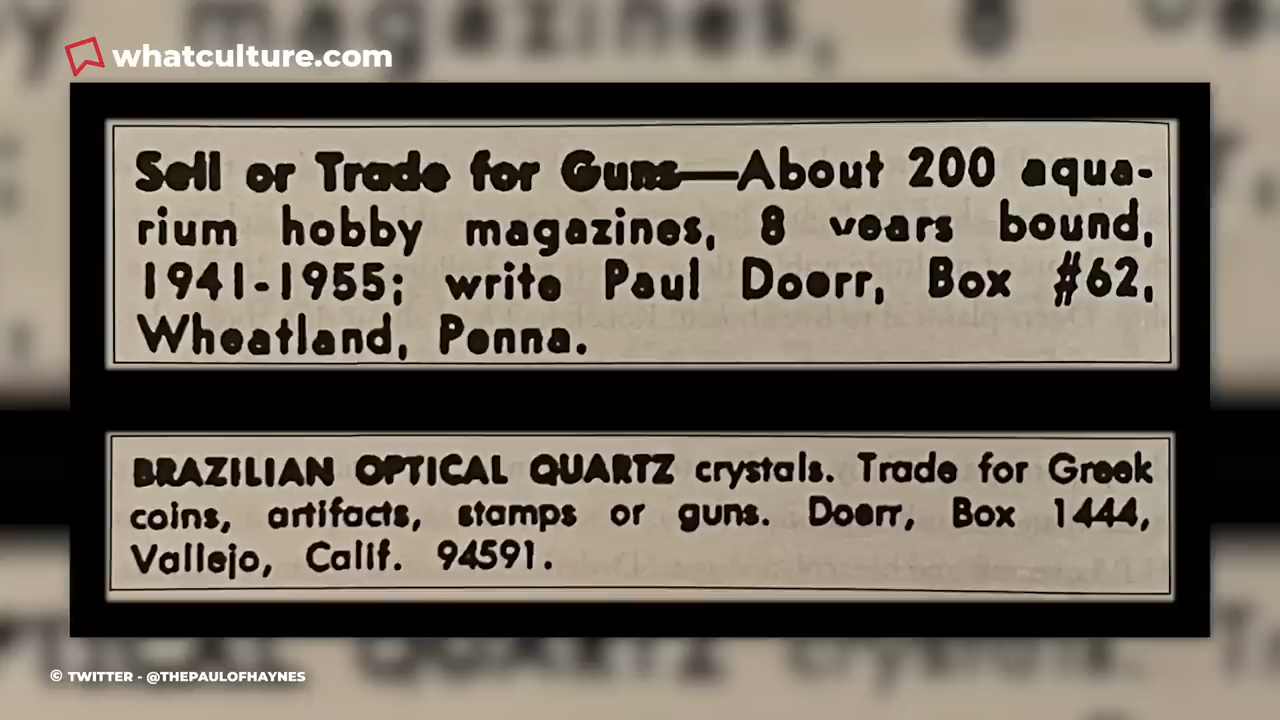 whatculture.com
Sell or Trade for Guns—About 200 aqua-
rium hobby magazines, 8 years bound,
1941-1955; write Paul Doerr, Box #62,
Wheatland, Penna.
BRAZILIAN OPTICAL QUARTZ crystals. Trade for Greek
coins, artifacts, stamps or guns. Doerr, Box 1444,
Vallejo, Calif. 94591.
© TWITTER - @THEPAULOFHAYNES